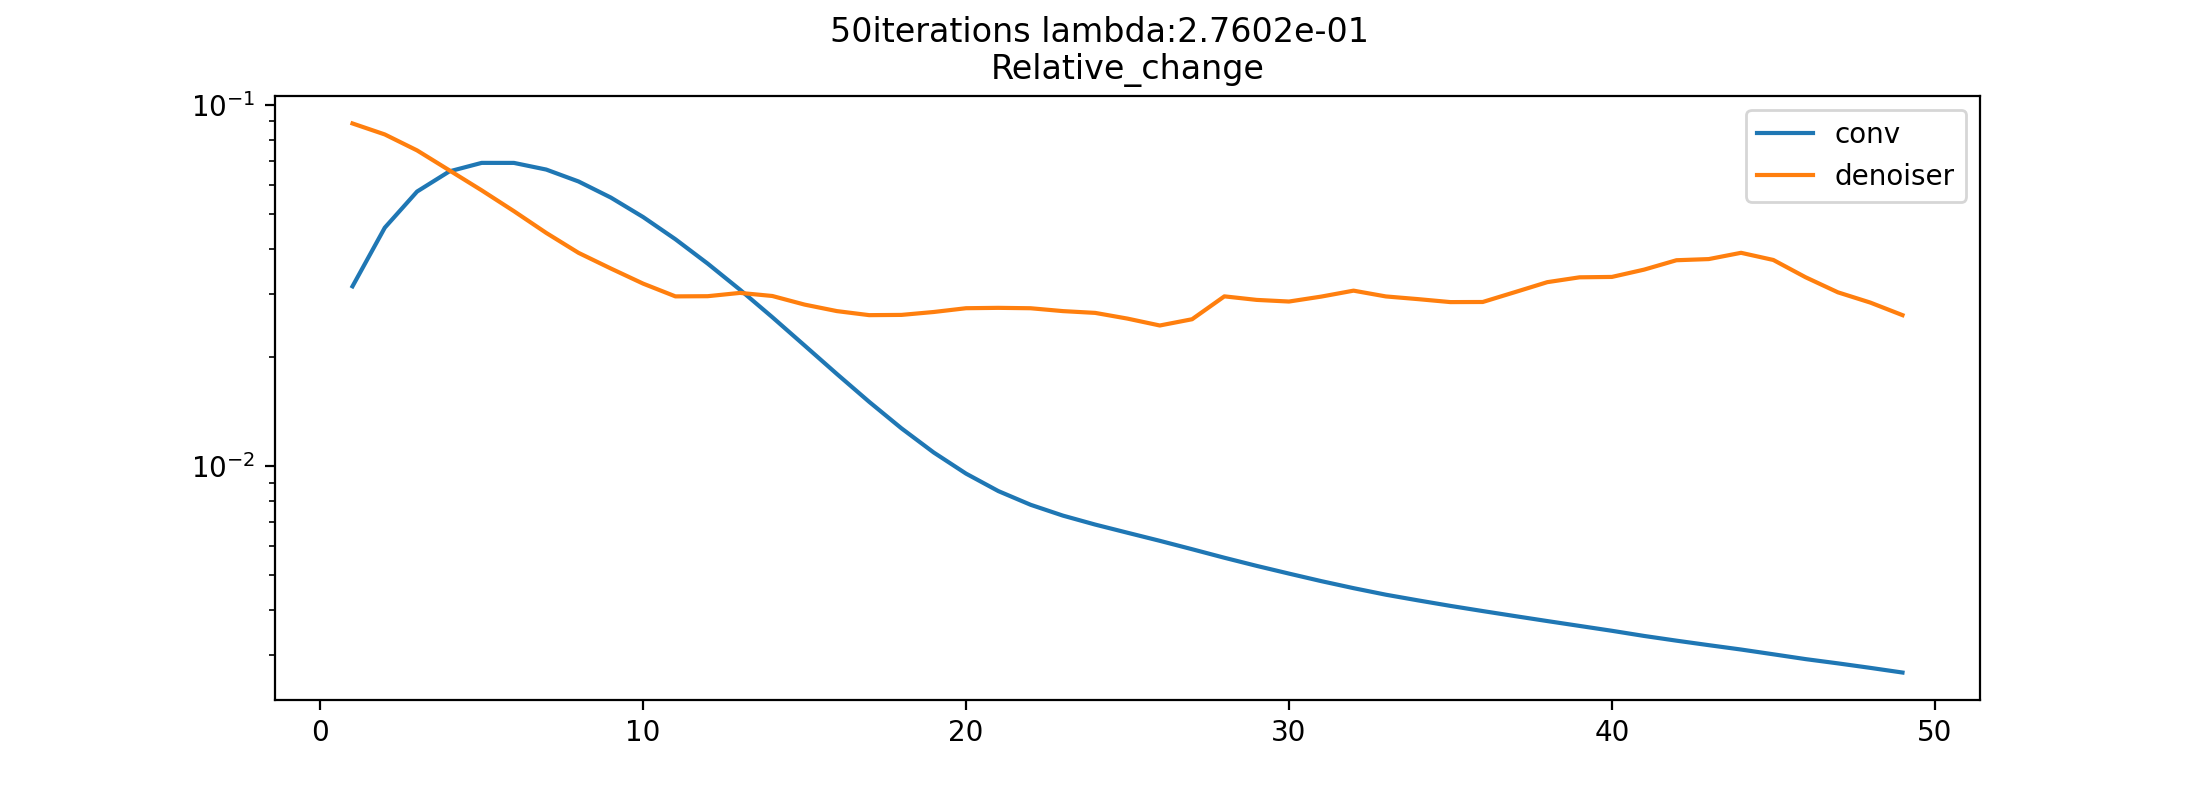 50iterations lambda:2.7602e-01
Relative_change
10⁻¹
10⁻²
conv
denoiser
0 10 20 30 40 50